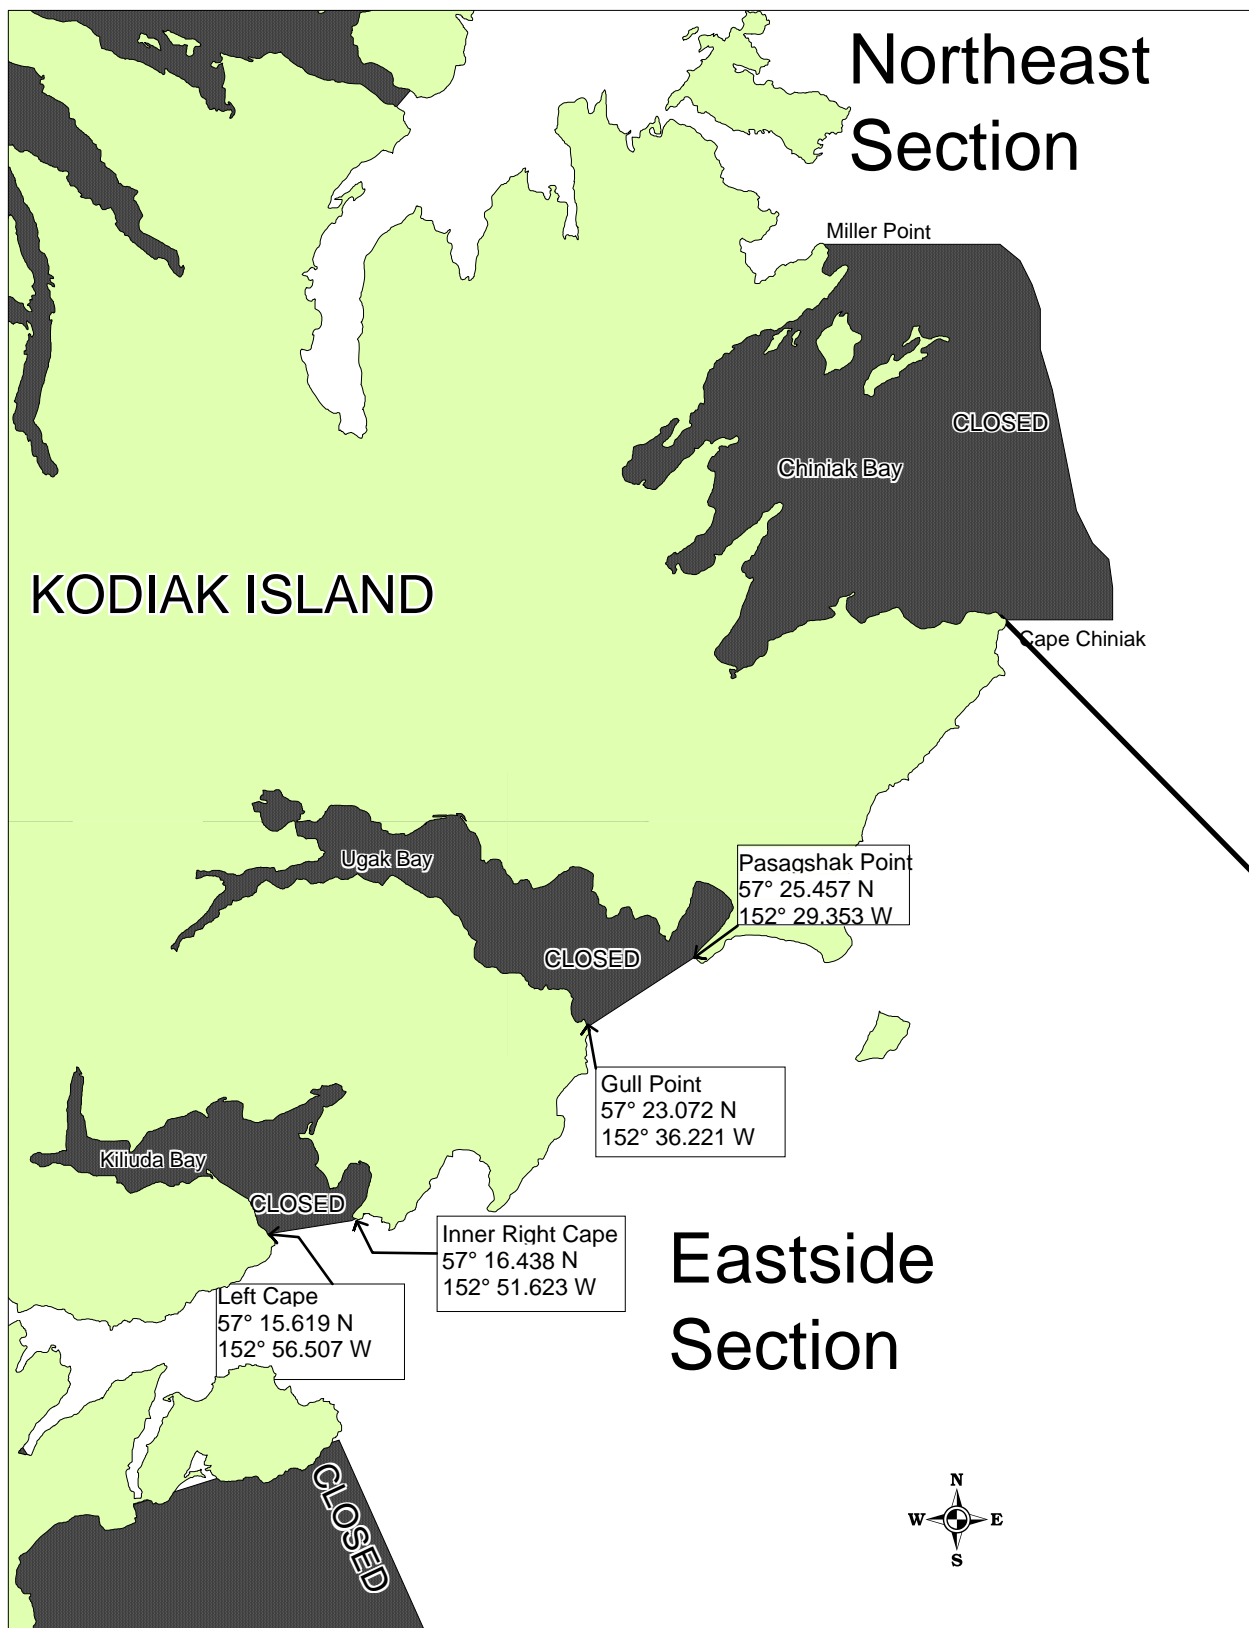 Northeast
Section
Miller Point
CLOSED
Chiniak Bay
KODIAK ISLAND
Cape Chiniak
Ugak Bay
Pasagshak Point
57° 25.457 N
152° 29.353 W
CLOSED
Gull Point
57° 23.072 N
152° 36.221 W
Kiliuda Bay
CLOSED
Inner Right Cape
57° 16.438 N
152° 51.623 W
Eastside
Section
Left Cape
57° 15.619 N
152° 56.507 W
CLOSED
N
W E
S